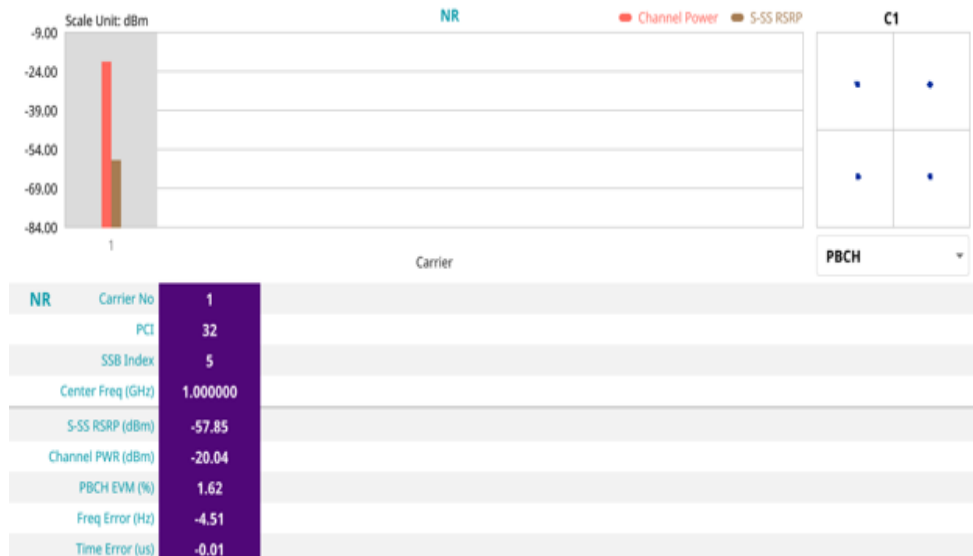 Scale Unit: dBm
NR
Channel Power
S-SS RSRP
C1
-9.00
-24.00
-39.00
-54.00
-69.00
-84.00
1
Carrier
PBCH
NR Carrier No 1
PCI 32
SSB Index 5
Center Freq (GHz) 1.000000
S-SS RSRP (dBm) -57.85
Channel PWR (dBm) -20.04
PBCH EVM (%) 1.62
Freq Error (Hz) -4.51
Time Error (us) -0.01